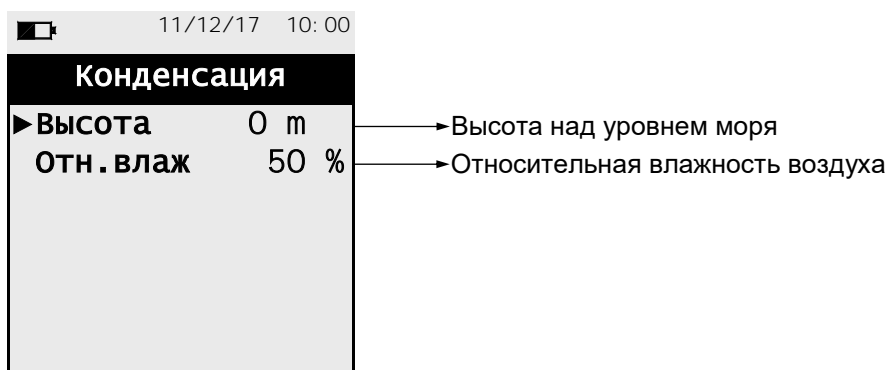 11/12/17 10:00
Конденсация
►Высота 0 m
Высота над уровнем моря
Отн.влаж 50 %
Относительная влажность воздуха